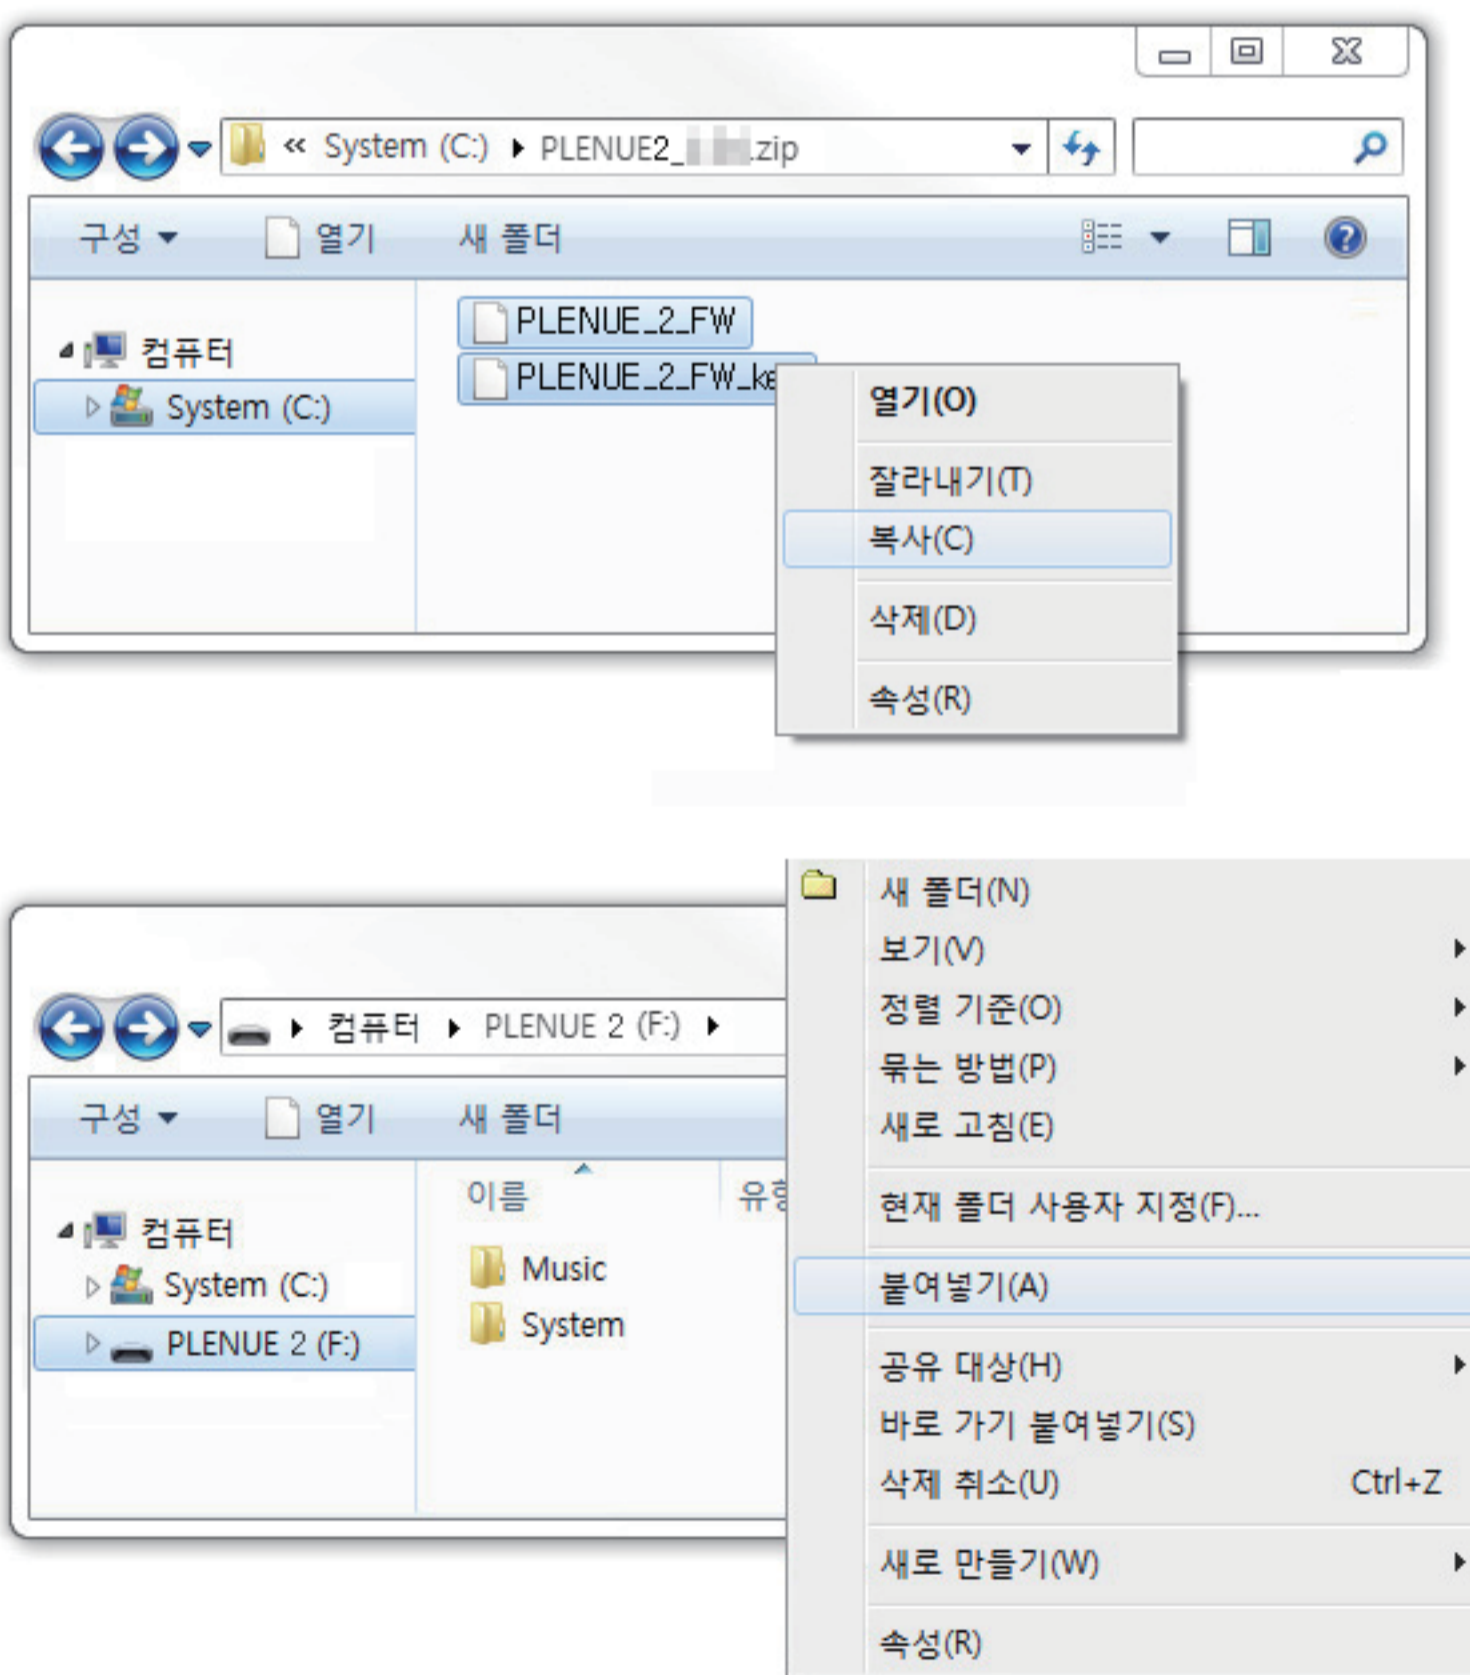 « System (C:) ▸ PLENUE2_ .zip
구성 열기 새 폴더
컴퓨터
System (C:)
PLENUE_2_FW
PLENUE_2_FW_ke
열기(O)
잘라내기(T)
복사(C)
삭제(D)
속성(R)
컴퓨터 ▸ PLENUE 2 (F:) ▸
구성 열기 새 폴더
이름
컴퓨터
System (C:)
PLENUE 2 (F:)
Music
System
새 폴더(N)
보기(V)
정렬 기준(O)
묶는 방법(P)
새로 고침(E)
현재 폴더 사용자 지정(F)...
붙여넣기(A)
공유 대상(H)
바로 가기 붙여넣기(S)
삭제 취소(U) Ctrl+Z
새로 만들기(W)
속성(R)